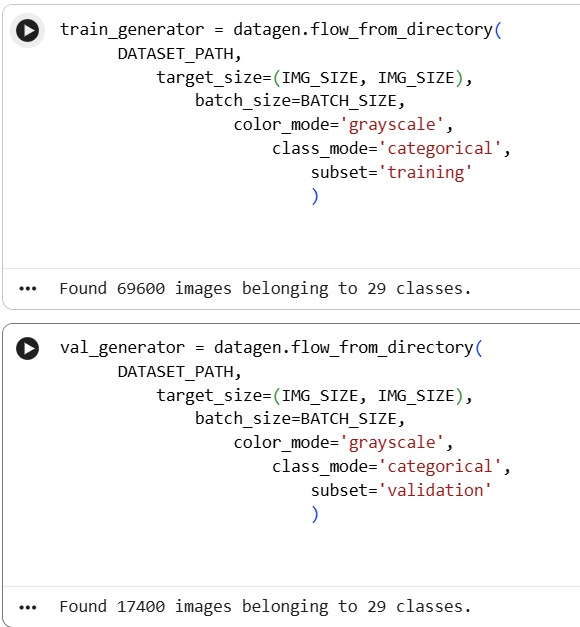 train_generator = datagen.flow_from_directory(
DATASET_PATH,
target_size=(IMG_SIZE, IMG_SIZE),
batch_size=BATCH_SIZE,
color_mode='grayscale',
class_mode='categorical',
subset='training'
)
Found 69600 images belonging to 29 classes.
val_generator = datagen.flow_from_directory(
DATASET_PATH,
target_size=(IMG_SIZE, IMG_SIZE),
batch_size=BATCH_SIZE,
color_mode='grayscale',
class_mode='categorical',
subset='validation'
)
Found 17400 images belonging to 29 classes.